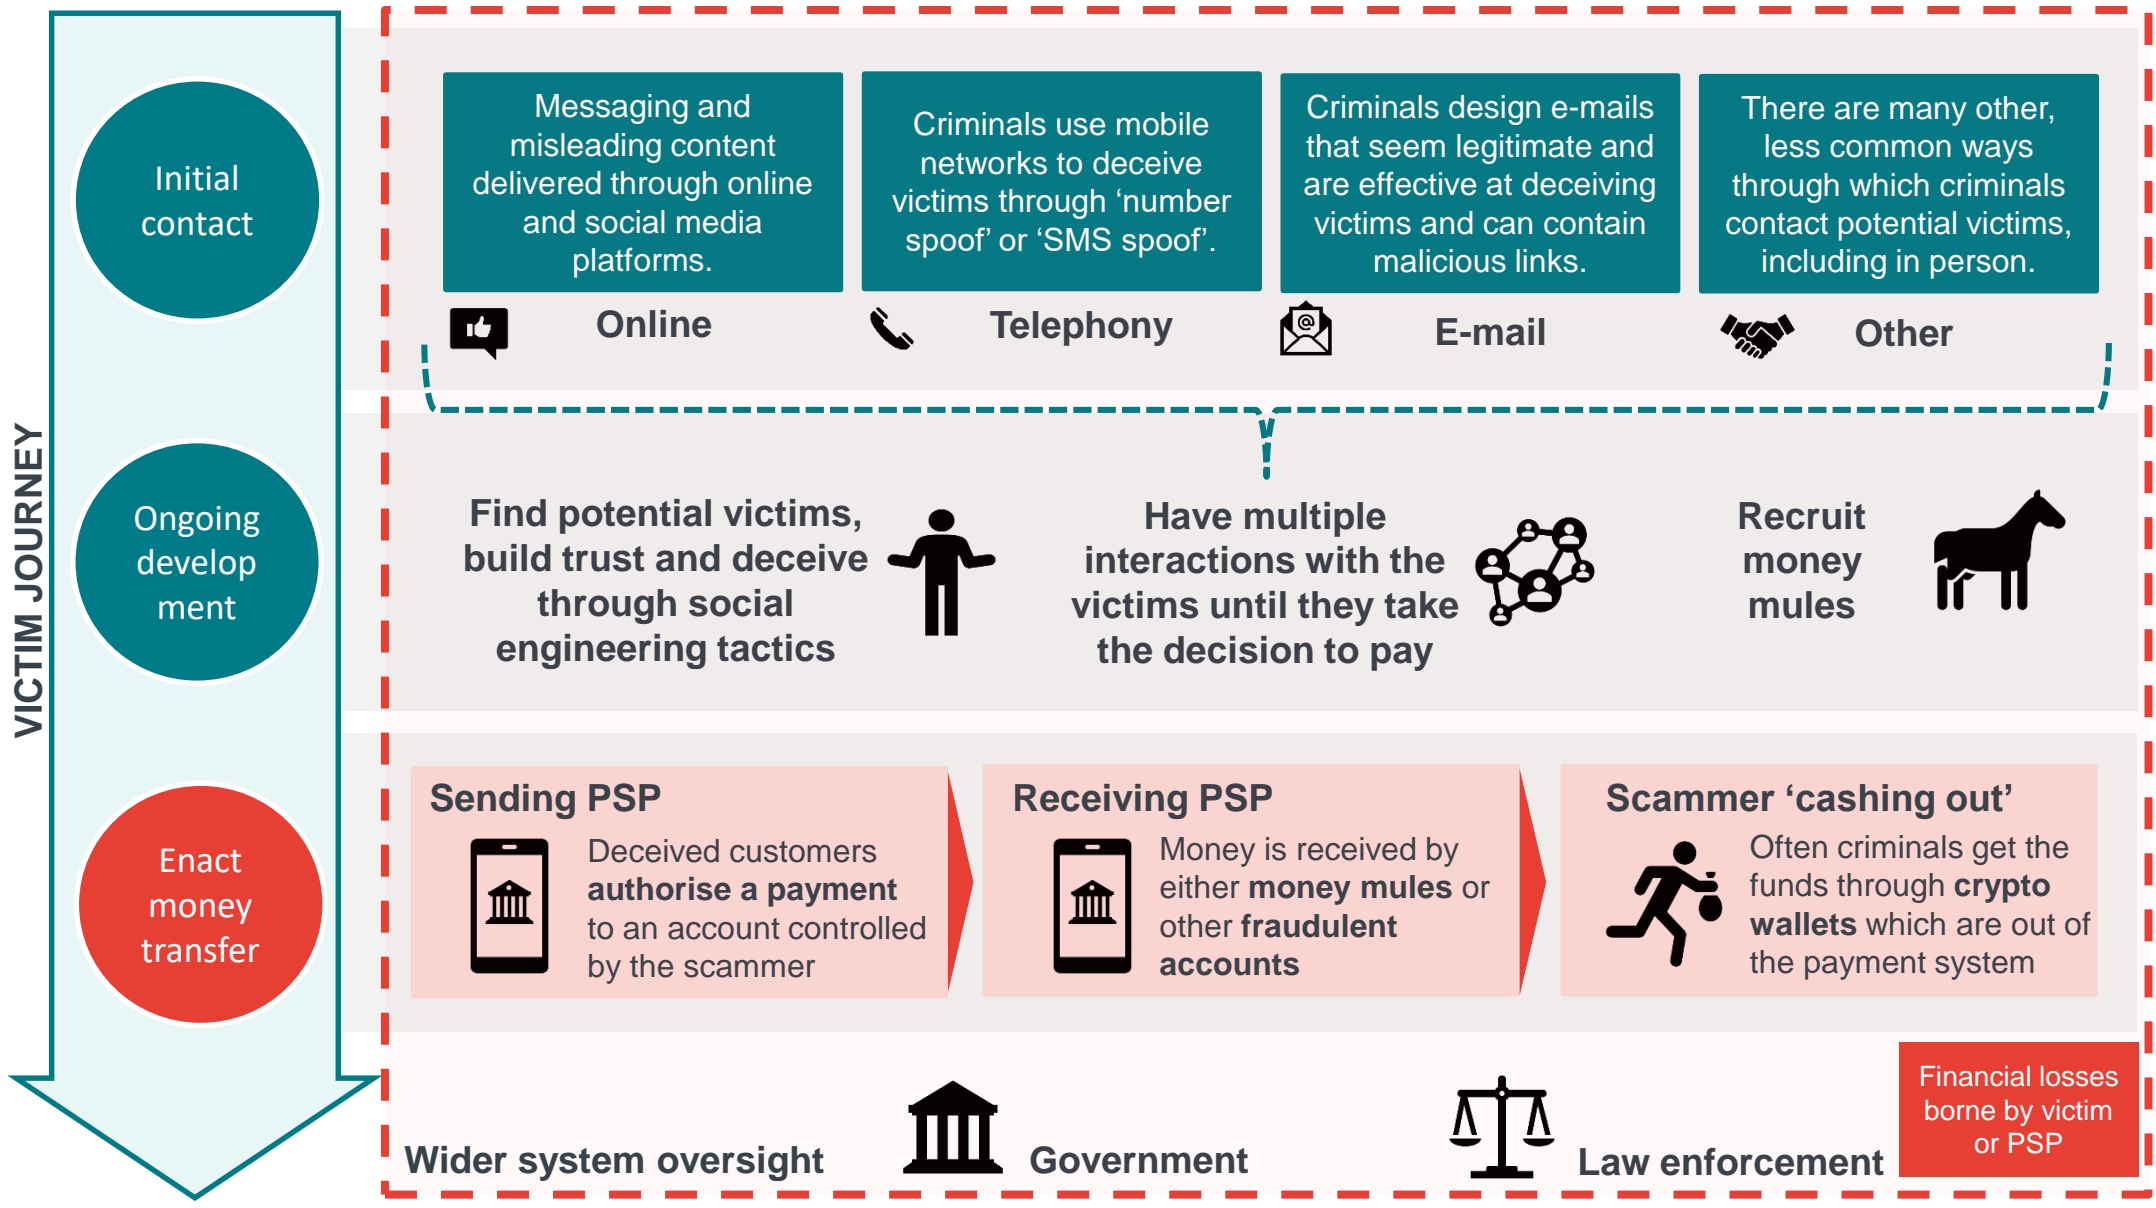 VICTIM JOURNEY
Initial
contact
Messaging and
misleading content
delivered through online
and social media
platforms.
Online
Criminals use mobile
networks to deceive
victims through ‘number
spoof’ or ‘SMS spoof’.
Telephony
Criminals design e-mails
that seem legitimate and
are effective at deceiving
victims and can contain
malicious links.
@
E-mail
There are many other,
less common ways
through which criminals
contact potential victims,
including in person.
Other
Ongoing
develop
ment
Find potential victims,
build trust and deceive
through social
engineering tactics
Have multiple
interactions with the
victims until they take
the decision to pay
Recruit
money
mules
Enact
money
transfer
Sending PSP
Deceived customers
authorise a payment
to an account controlled
by the scammer
Receiving PSP
Money is received by
either money mules or
other fraudulent
accounts
Scammer ‘cashing out’
Often criminals get the
funds through crypto
wallets which are out of
the payment system
Wider system oversight
Government
Law enforcement
Financial losses
borne by victim
or PSP